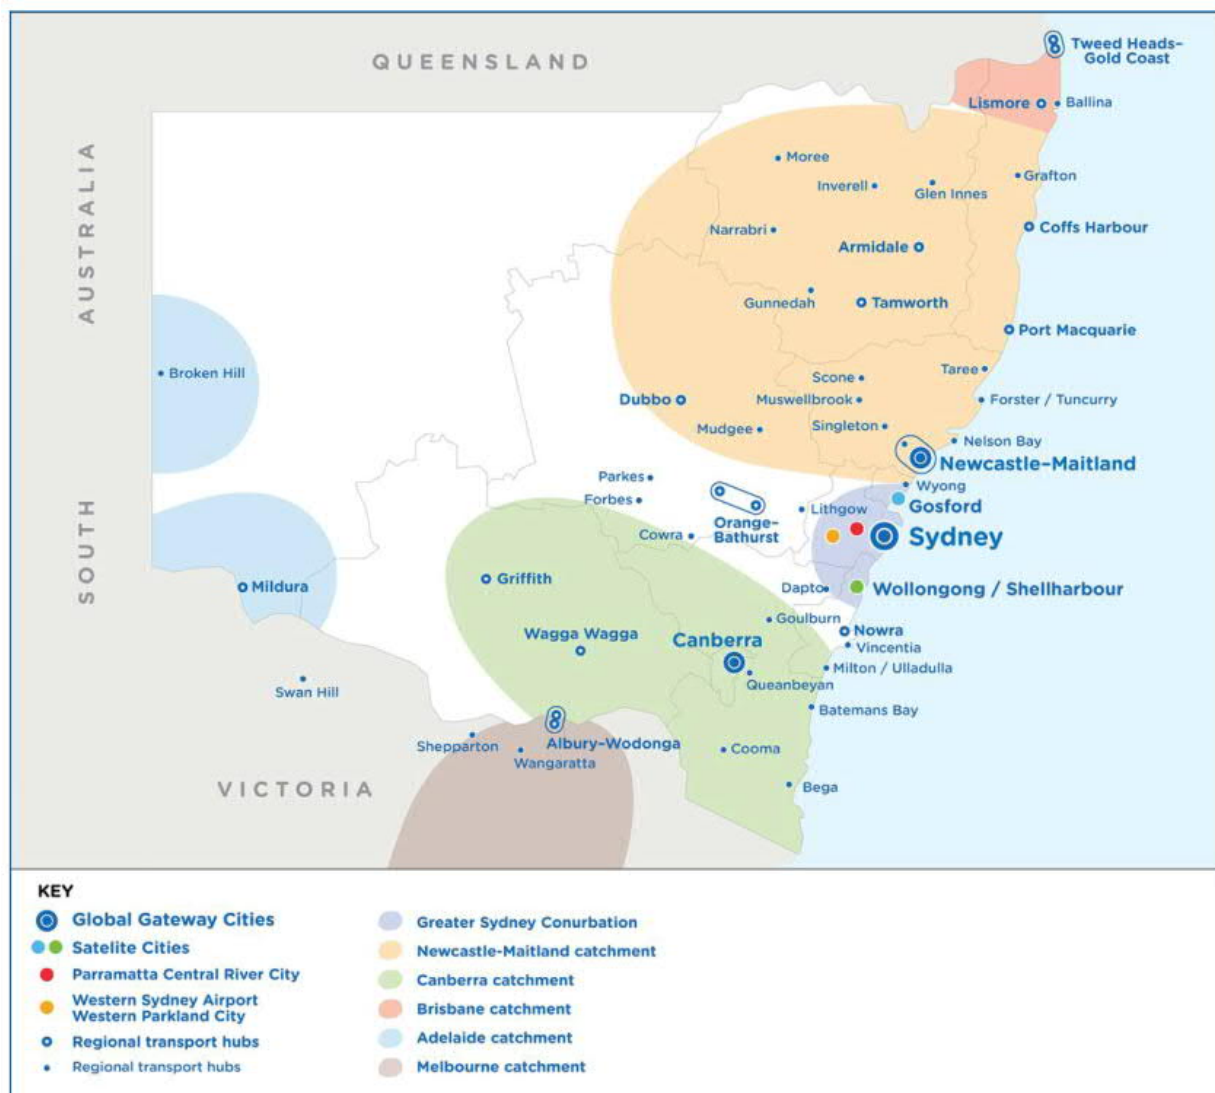 QUEENSLAND
Tweed Heads–
Gold Coast
Lismore
Ballina
AUSTRALIA
Moree
Inverell
Glen Innes
Grafton
Narrabri
Armidale
Coffs Harbour
Gunnedah
Tamworth
Port Macquarie
Broken Hill
Scone
Taree
Dubbo
Muswellbrook
Forster / Tuncurry
Mudgee
Singleton
Nelson Bay
Newcastle–Maitland
Parkes
Wyong
Forbes
Gosford
Lithgow
Orange–
Bathurst
Cowra
Sydney
SOUTH
Mildura
Griffith
Dapto
Wollongong / Shellharbour
Goulburn
Wagga Wagga
Canberra
Nowra
Vincentia
Milton / Ulladulla
Queanbeyan
Swan Hill
Batemans Bay
Shepparton
Albury–Wodonga
Wangaratta
Cooma
VICTORIA
Bega
KEY
Global Gateway Cities
Satelite Cities
Parramatta Central River City
Western Sydney Airport
Western Parkland City
Regional transport hubs
Regional transport hubs
Greater Sydney Conurbation
Newcastle-Maitland catchment
Canberra catchment
Brisbane catchment
Adelaide catchment
Melbourne catchment